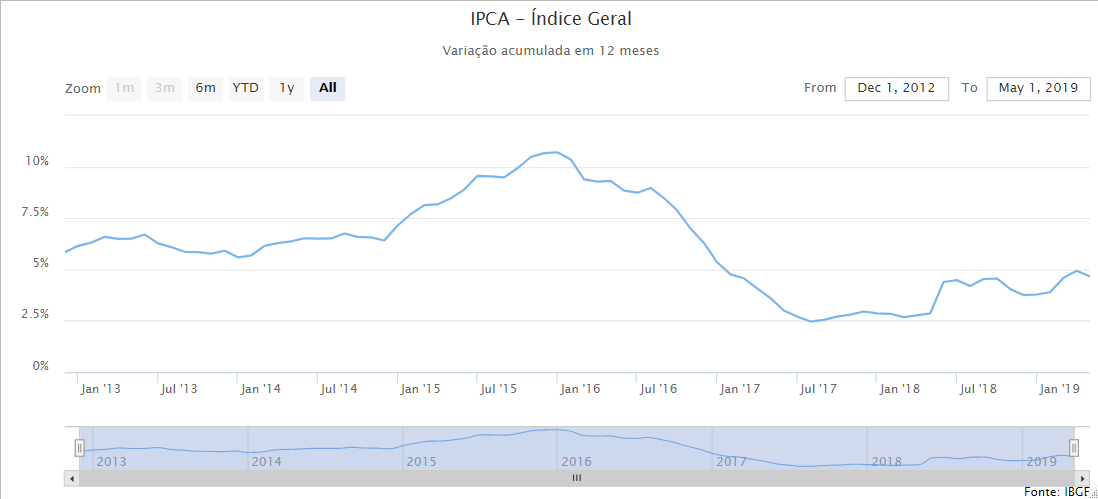 IPCA - Índice Geral
Variação acumulada em 12 meses
Zoom 1m 3m 6m YTD 1y All From Dec 1, 2012 To May 1, 2019
10%
7.5%
5%
2.5%
0%
Jan '13 Jul '13 Jan '14 Jul '14 Jan '15 Jul '15 Jan '16 Jul '16 Jan '17 Jul '17 Jan '18 Jul '18 Jan '19
2013 2014 2015 2016 2017 2018 2019
Fonte: IBGE